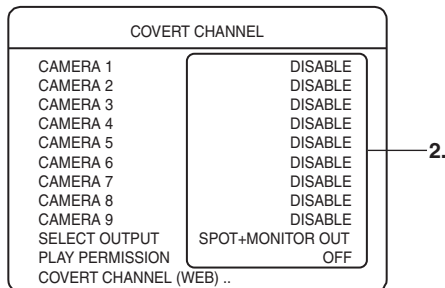 COVERT CHANNEL
CAMERA 1 DISABLE
CAMERA 2 DISABLE
CAMERA 3 DISABLE
CAMERA 4 DISABLE
CAMERA 5 DISABLE
CAMERA 6 DISABLE
CAMERA 7 DISABLE
CAMERA 8 DISABLE
CAMERA 9 DISABLE
SELECT OUTPUT SPOT+MONITOR OUT
PLAY PERMISSION OFF
COVERT CHANNEL (WEB) ..
2.